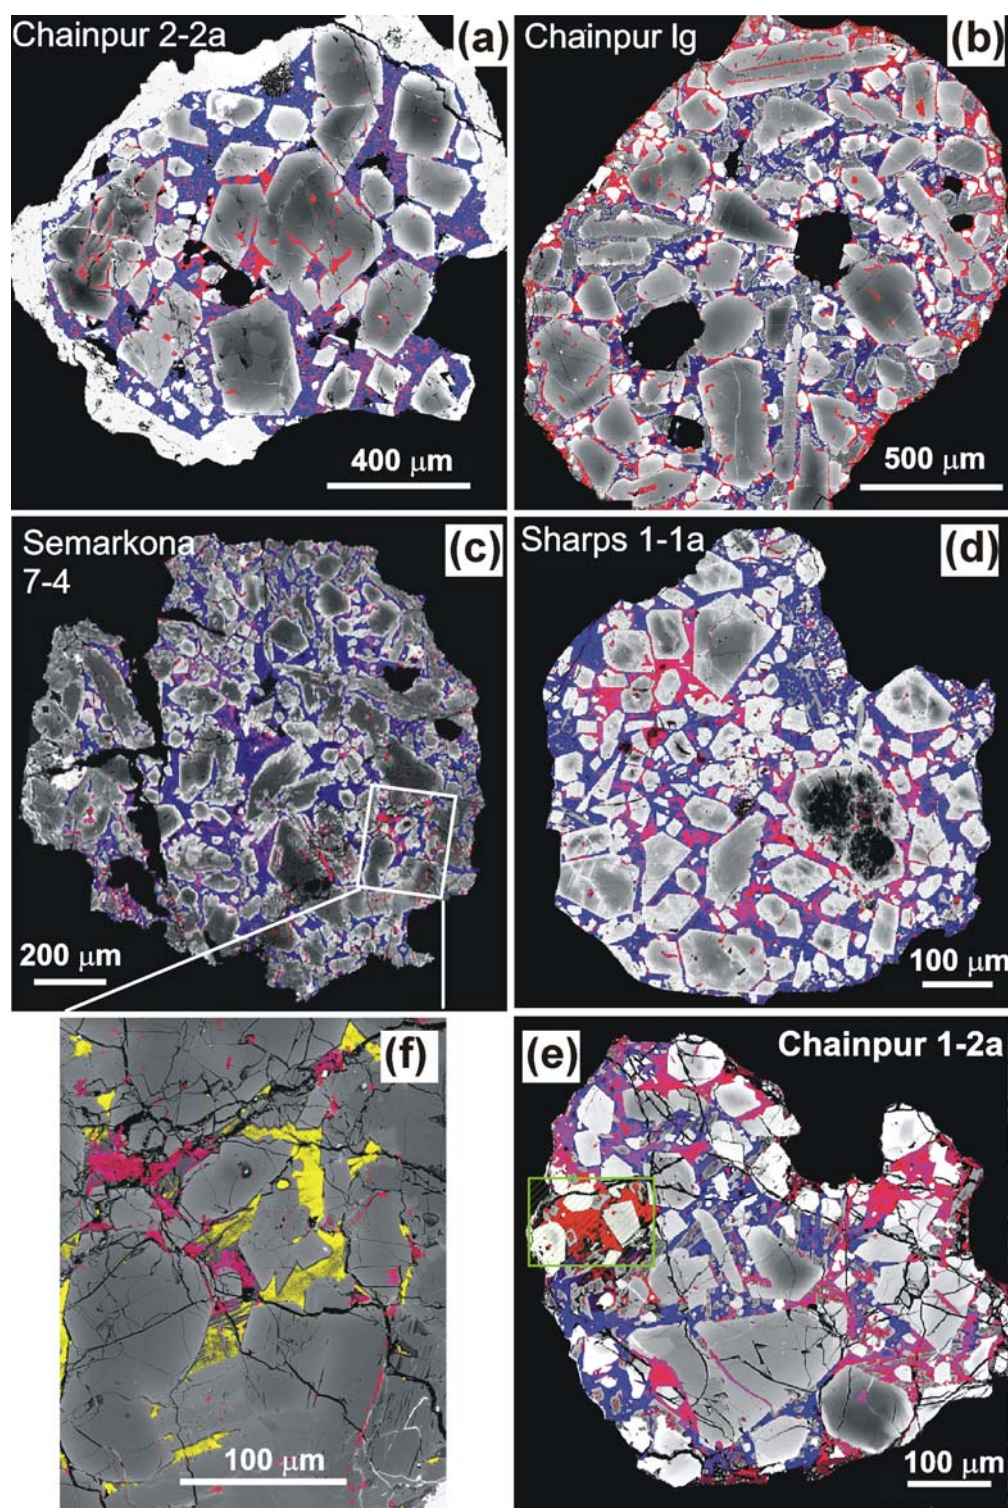 Chainpur 2-2a
(a)
400 μm
Chainpur Ig
(b)
500 μm
Semarkona
7-4
(c)
200 μm
Sharps 1-1a
(d)
100 μm
(f)
100 μm
Chainpur 1-2a
(e)
100 μm